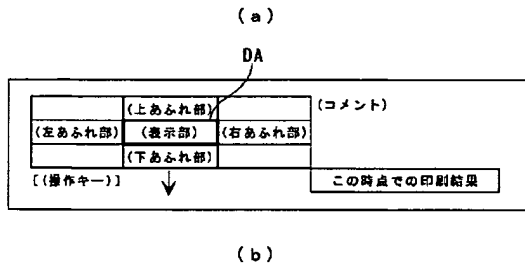 (a)
DA
(上あふれ部)
(コメント)
(左あふれ部) (表示部) (右あふれ部)
(下あふれ部)
[(操作キー)]
この時点での印刷結果
(b)